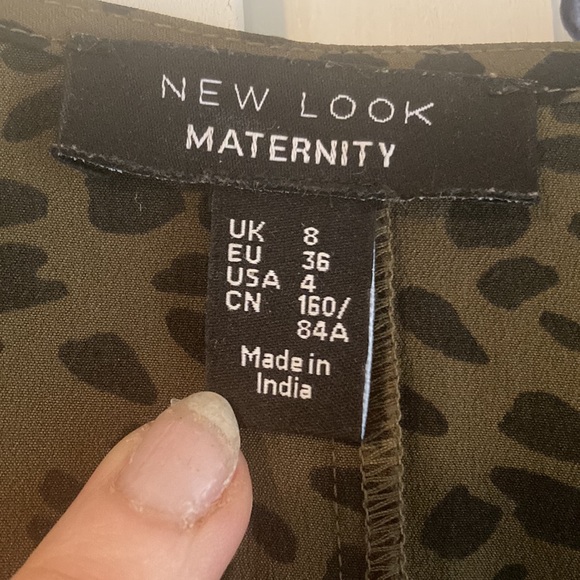 NEW LOOK
MATERNITY
UK 8
EU 36
USA 4
CN 160/
84A
Made in
India